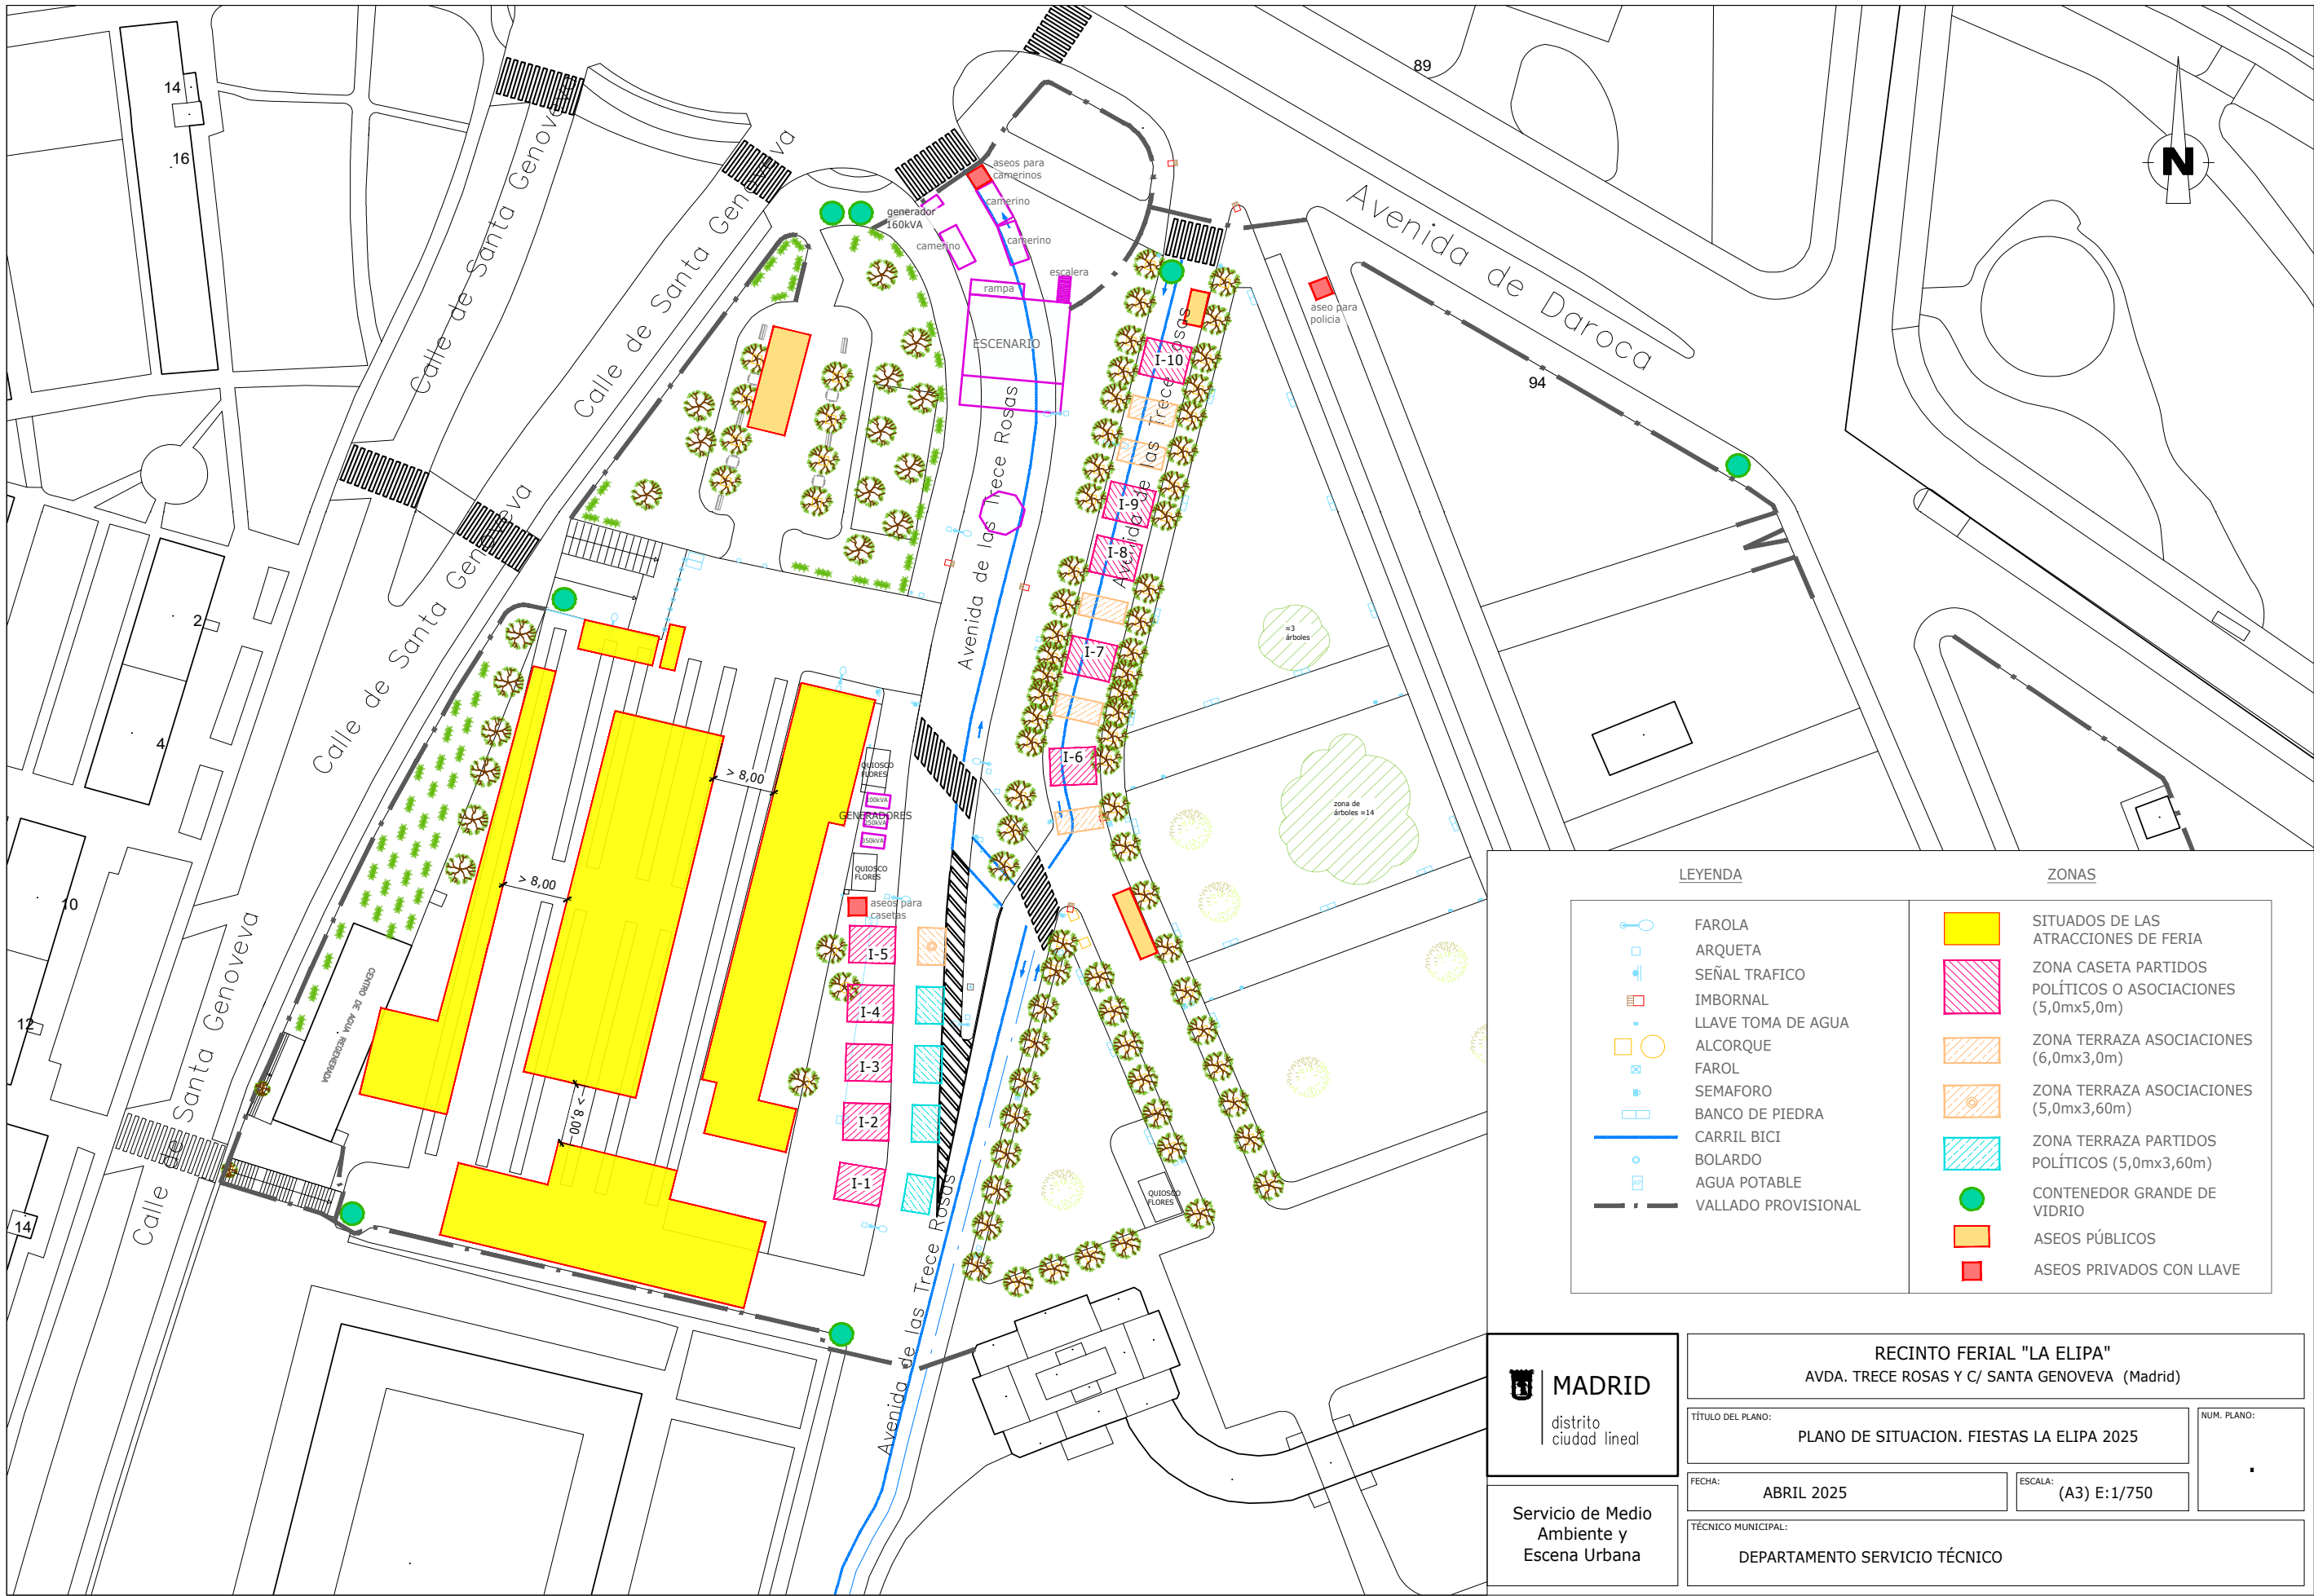 14
16
Calle de Santa Genoveva
Calle de Santa Genoveva
aseos para
camerinos
camerino
generador
160kVA
camerino
camerino
escalera
rampa
ESCENARIO
89
Avenida de Daroca
N
aseo para
policia
94
I-10
Avenida de las Trece Rosas
Avenida de las Trece Rosas
I-9
I-8
I-7
I-6
≈3
árboles
zona de
árboles ≈14
2
4
10
12
14
Calle de Santa Genoveva
Calle de Santa Genoveva
> 8,00
> 8,00
> 8,00
QUIOSCO
FLORES
GENERADORES
QUIOSCO
FLORES
aseos para
casetas
I-5
I-4
I-3
I-2
I-1
CENTRO DE AGUA REGENERADA
Avenida de las Trece Rosas
QUIOSCO
FLORES
LEYENDA
FAROLA
ARQUETA
SEÑAL TRAFICO
IMBORNAL
LLAVE TOMA DE AGUA
ALCORQUE
FAROL
SEMAFORO
BANCO DE PIEDRA
CARRIL BICI
BOLARDO
AGUA POTABLE
VALLADO PROVISIONAL
ZONAS
SITUADOS DE LAS
ATRACCIONES DE FERIA
ZONA CASETA PARTIDOS
POLÍTICOS O ASOCIACIONES
(5,0mx5,0m)
ZONA TERRAZA ASOCIACIONES
(6,0mx3,0m)
ZONA TERRAZA ASOCIACIONES
(5,0mx3,60m)
ZONA TERRAZA PARTIDOS
POLÍTICOS (5,0mx3,60m)
CONTENEDOR GRANDE DE
VIDRIO
ASEOS PÚBLICOS
ASEOS PRIVADOS CON LLAVE
MADRID
distrito
ciudad lineal
Servicio de Medio
Ambiente y
Escena Urbana
RECINTO FERIAL "LA ELIPA"
AVDA. TRECE ROSAS Y C/ SANTA GENOVEVA (Madrid)
TÍTULO DEL PLANO:
PLANO DE SITUACION. FIESTAS LA ELIPA 2025
NUM. PLANO:
.
FECHA:
ABRIL 2025
ESCALA:
(A3) E:1/750
TÉCNICO MUNICIPAL:
DEPARTAMENTO SERVICIO TÉCNICO